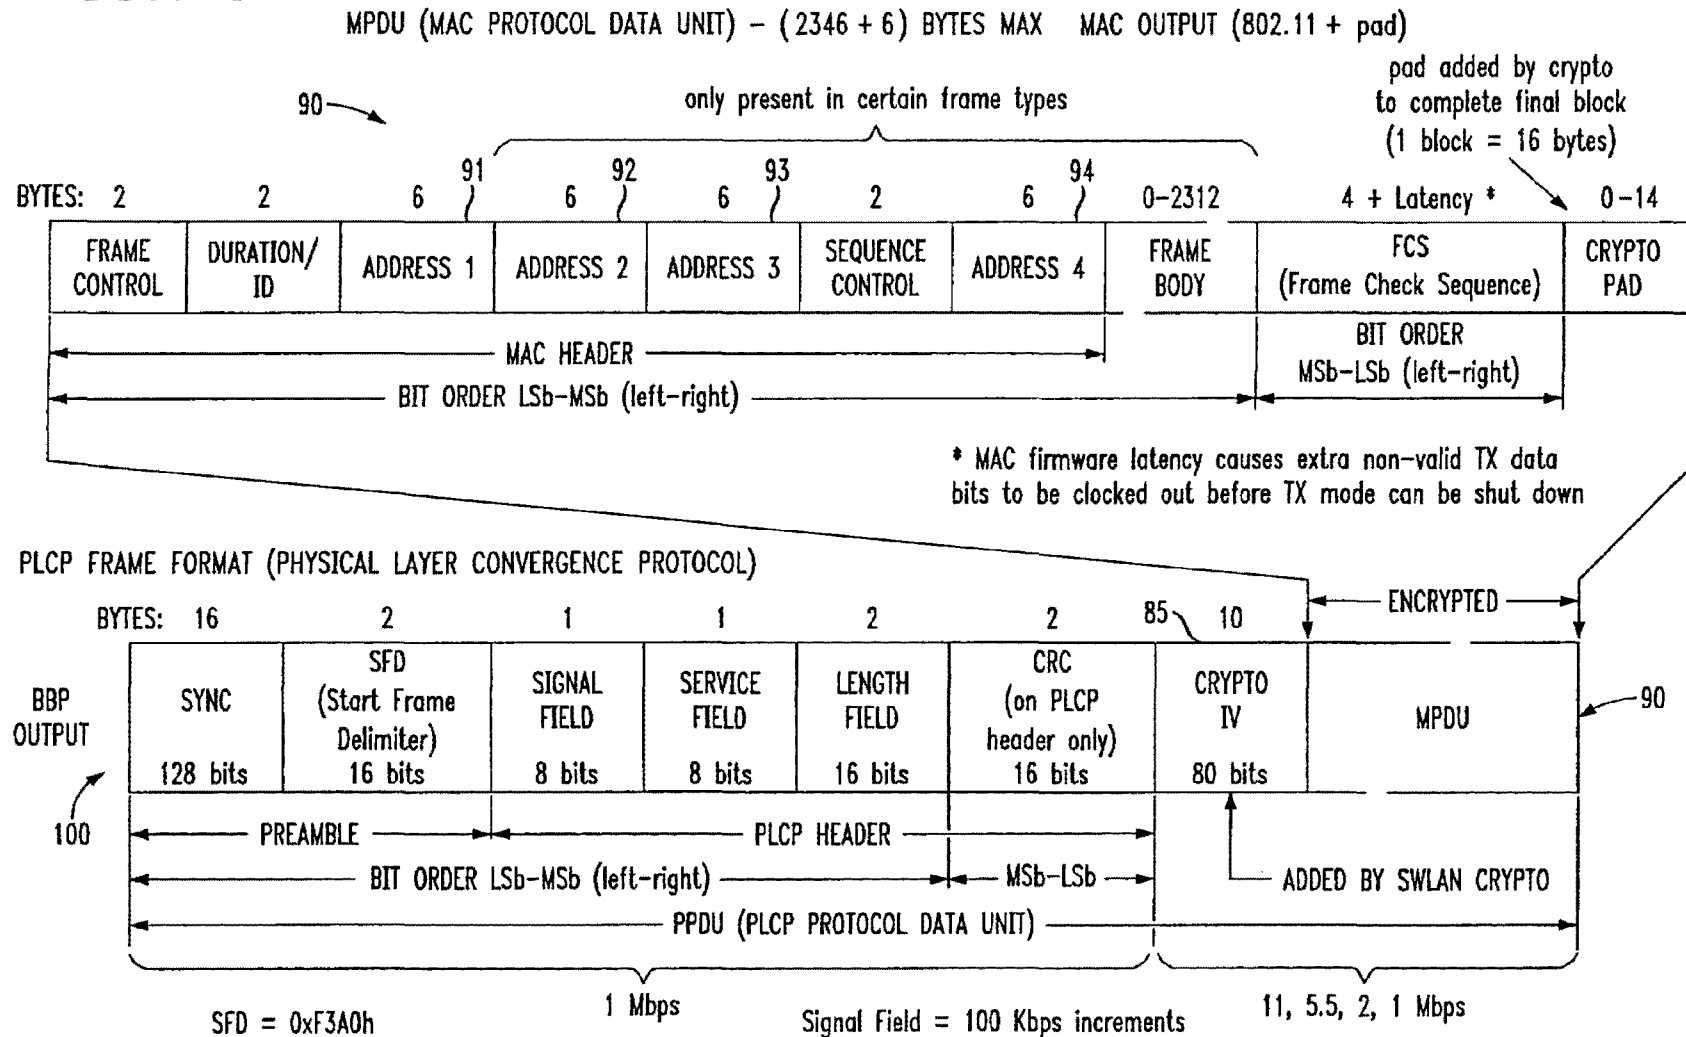 MPDU (MAC PROTOCOL DATA UNIT) – (2346 + 6) BYTES MAX MAC OUTPUT (802.11 + pad)
pad added by crypto
to complete final block
(1 block = 16 bytes)
90
only present in certain frame types
91 92 93 94
BYTES: 2 2 6 6 6 2 6 0–2312 4 + Latency * 0–14
FRAME CONTROL
DURATION/ ID
ADDRESS 1
ADDRESS 2
ADDRESS 3
SEQUENCE CONTROL
ADDRESS 4
FRAME BODY
FCS
(Frame Check Sequence)
CRYPTO PAD
MAC HEADER
BIT ORDER LSb–MSb (left–right)
BIT ORDER
MSb–LSb (left–right)
* MAC firmware latency causes extra non–valid TX data
bits to be clocked out before TX mode can be shut down
PLCP FRAME FORMAT (PHYSICAL LAYER CONVERGENCE PROTOCOL)
ENCRYPTED
BYTES: 16 2 1 1 2 2 85 10
BBP
OUTPUT
100
SYNC
128 bits
SFD
(Start Frame
Delimiter)
16 bits
SIGNAL
FIELD
8 bits
SERVICE
FIELD
8 bits
LENGTH
FIELD
16 bits
CRC
(on PLCP
header only)
16 bits
CRYPTO
IV
80 bits
MPDU
90
PREAMBLE
PLCP HEADER
BIT ORDER LSb–MSb (left–right)
MSb–LSb
ADDED BY SWLAN CRYPTO
PPDU (PLCP PROTOCOL DATA UNIT)
1 Mbps
11, 5.5, 2, 1 Mbps
SFD = 0xF3A0h
Signal Field = 100 Kbps increments